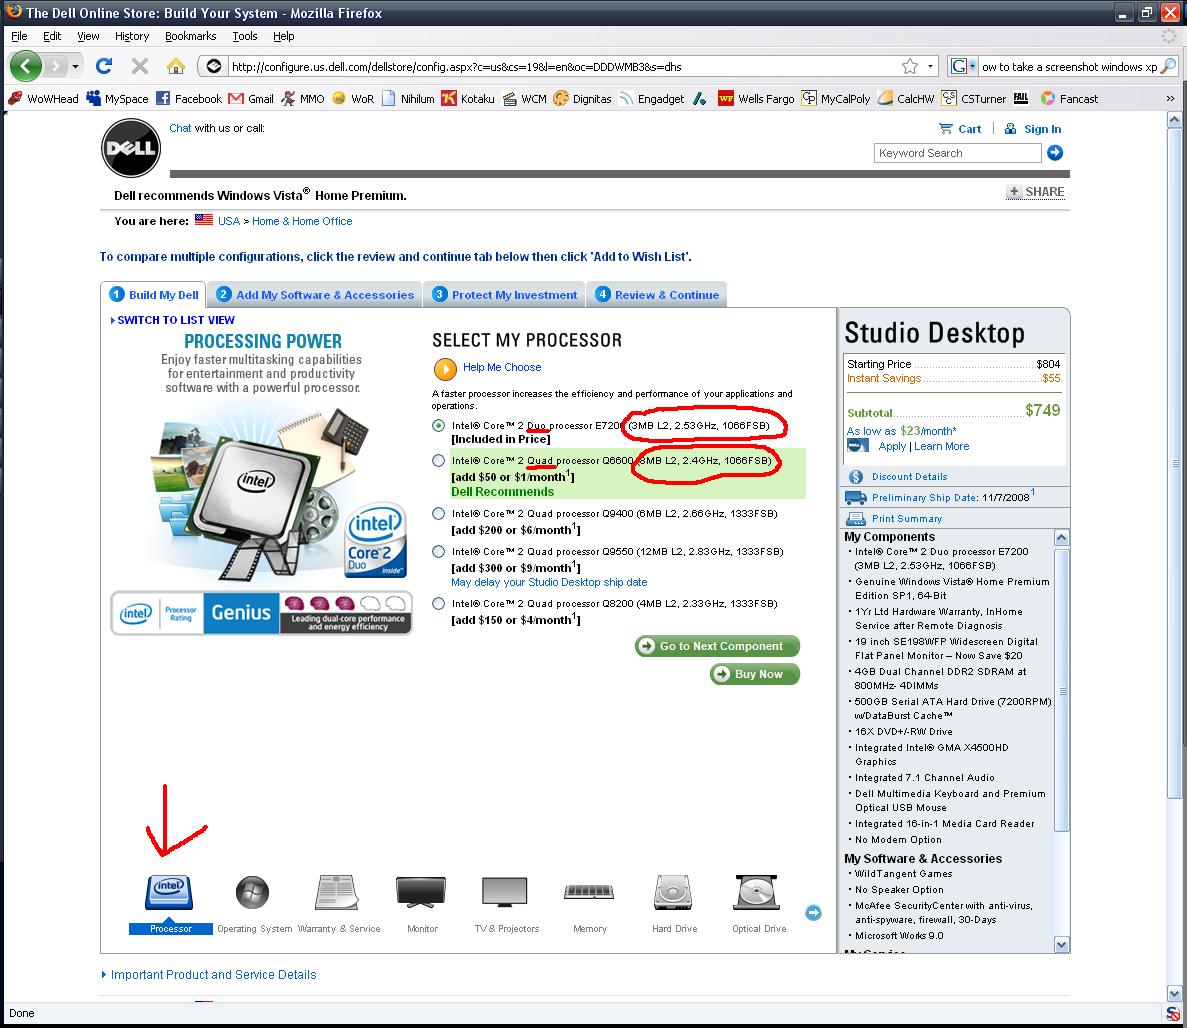 The Dell Online Store: Build Your System - Mozilla Firefox
File Edit View History Bookmarks Tools Help
http://configure.us.dell.com/dellstore/config.aspx?c=us&cs=19&l=en&oc=DDDWMB3&s=dhs
G ow to take a screenshot windows xp
WoWHead MySpace Facebook Gmail MMO WoR Nihilum Kotaku WCM Dignitas Engadget Wells Fargo MyCalPoly CalcHW CSTurner FAIL Fancast »
DELL
Chat with us or call:
Cart | Sign In
Keyword Search
Dell recommends Windows Vista® Home Premium.
+ SHARE
You are here: USA > Home & Home Office
To compare multiple configurations, click the review and continue tab below then click 'Add to Wish List'.
1 Build My Dell 2 Add My Software & Accessories 3 Protect My Investment 4 Review & Continue
SWITCH TO LIST VIEW
PROCESSING POWER
Enjoy faster multitasking capabilities
for entertainment and productivity
software with a powerful processor.
intel
intel
Core™2
Duo
inside™
intel Processor Rating Genius Leading dual-core performance and energy efficiency
SELECT MY PROCESSOR
Help Me Choose
A faster processor increases the efficiency and performance of your applications and
operations.
Intel® Core™ 2 Duo processor E7200 (3MB L2, 2.53GHz, 1066FSB)
[Included in Price]
Intel® Core™ 2 Quad processor Q6600 (8MB L2, 2.4GHz, 1066FSB)
[add $50 or $1/month1]
Dell Recommends
Intel® Core™ 2 Quad processor Q9400 (6MB L2, 2.66GHz, 1333FSB)
[add $200 or $6/month1]
Intel® Core™ 2 Quad processor Q9550 (12MB L2, 2.83GHz, 1333FSB)
[add $300 or $9/month1]
May delay your Studio Desktop ship date
Intel® Core™ 2 Quad processor Q8200 (4MB L2, 2.33GHz, 1333FSB)
[add $150 or $4/month1]
Go to Next Component
Buy Now
intel
Processor Operating System Warranty & Service Monitor TV & Projectors Memory Hard Drive Optical Drive
Studio Desktop
Starting Price $804
Instant Savings $55
Subtotal $749
As low as $23/month*
DELL Apply | Learn More
Discount Details
Preliminary Ship Date: 11/7/2008 1
Print Summary
My Components
• Intel® Core™ 2 Duo processor E7200
(3MB L2, 2.53GHz, 1066FSB)
• Genuine Windows Vista® Home Premium
Edition SP1, 64-Bit
• 1Yr Ltd Hardware Warranty, InHome
Service after Remote Diagnosis
• 19 inch SE198WFP Widescreen Digital
Flat Panel Monitor – Now Save $20
• 4GB Dual Channel DDR2 SDRAM at
800MHz- 4DIMMs
• 500GB Serial ATA Hard Drive (7200RPM)
w/DataBurst Cache™
• 16X DVD+/-RW Drive
• Integrated Intel® GMA X4500HD
Graphics
• Integrated 7.1 Channel Audio
• Dell Multimedia Keyboard and Premium
Optical USB Mouse
• Integrated 16-in-1 Media Card Reader
• No Modem Option
My Software & Accessories
• WildTangent Games
• No Speaker Option
• McAfee SecurityCenter with anti-virus,
anti-spyware, firewall, 30-Days
• Microsoft Works 9.0
Important Product and Service Details
Done